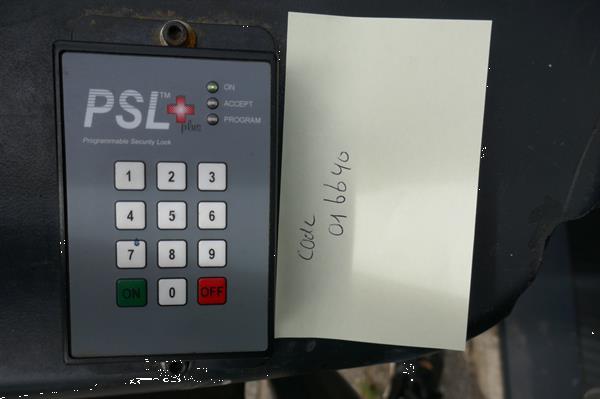 PSL™ plus
Programmable Security Lock
ON
ACCEPT
PROGRAM
1 2 3
4 5 6
7 8 9
ON 0 OFF
Code
016640